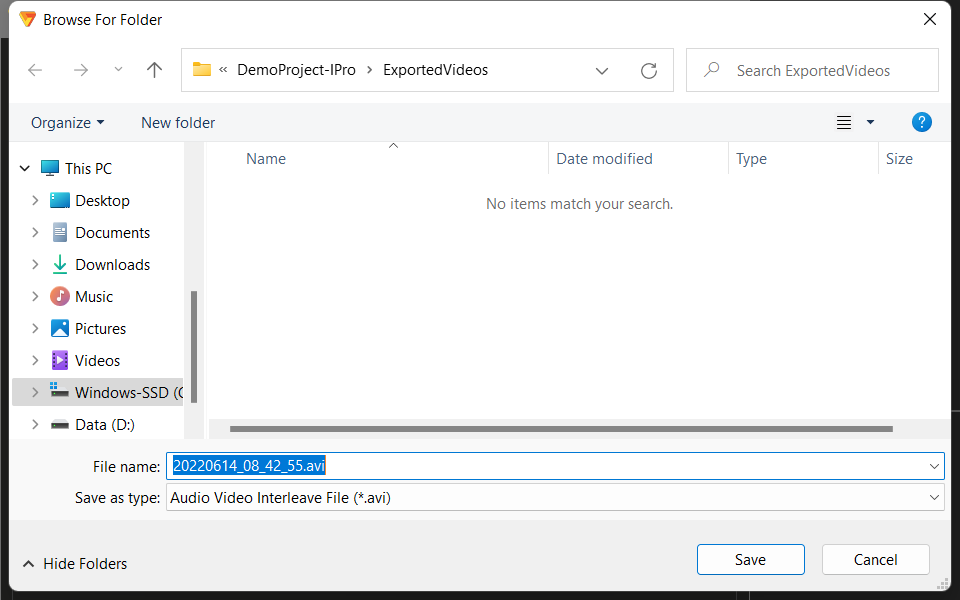 Browse For Folder
« DemoProject-IPro > ExportedVideos
Search ExportedVideos
Organize
New folder
?
Name
Date modified
Type
Size
No items match your search.
This PC
Desktop
Documents
Downloads
Music
Pictures
Videos
Windows-SSD (C
Data (D:)
File name: 20220614_08_42_55.avi
Save as type: Audio Video Interleave File (*.avi)
Hide Folders
Save
Cancel